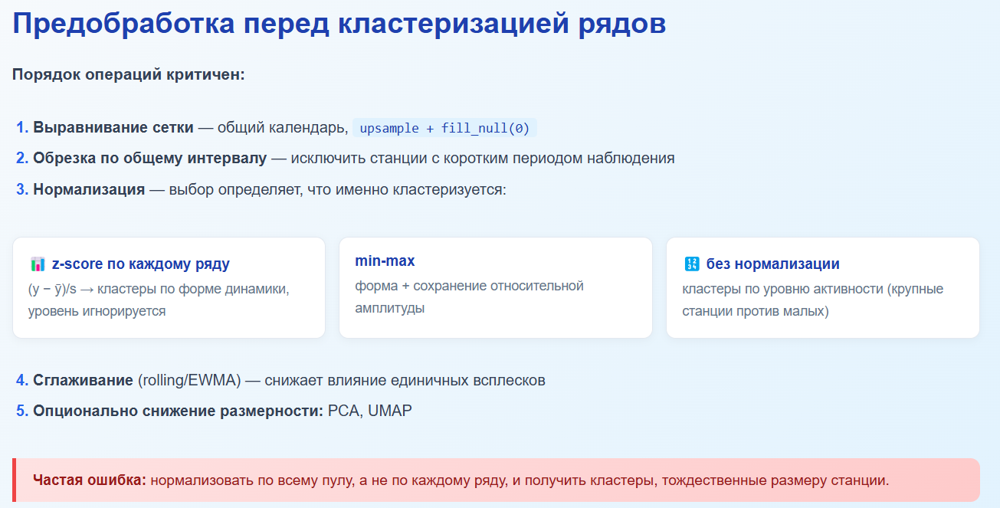 Предобработка перед кластеризацией рядов
Порядок операций критичен:
1. Выравнивание сетки — общий календарь, upsample + fill_null(0)
2. Обрезка по общему интервалу — исключить станции с коротким периодом наблюдения
3. Нормализация — выбор определяет, что именно кластеризуется:
📊 z-score по каждому ряду
(y − ȳ)/s → кластеры по форме динамики,
уровень игнорируется
min-max
форма + сохранение относительной
амплитуды
🔢 без нормализации
кластеры по уровню активности (крупные
станции против малых)
4. Сглаживание (rolling/EWMA) — снижает влияние единичных всплесков
5. Опционально снижение размерности: PCA, UMAP
Частая ошибка: нормализовать по всему пулу, а не по каждому ряду, и получить кластеры, тождественные размеру станции.